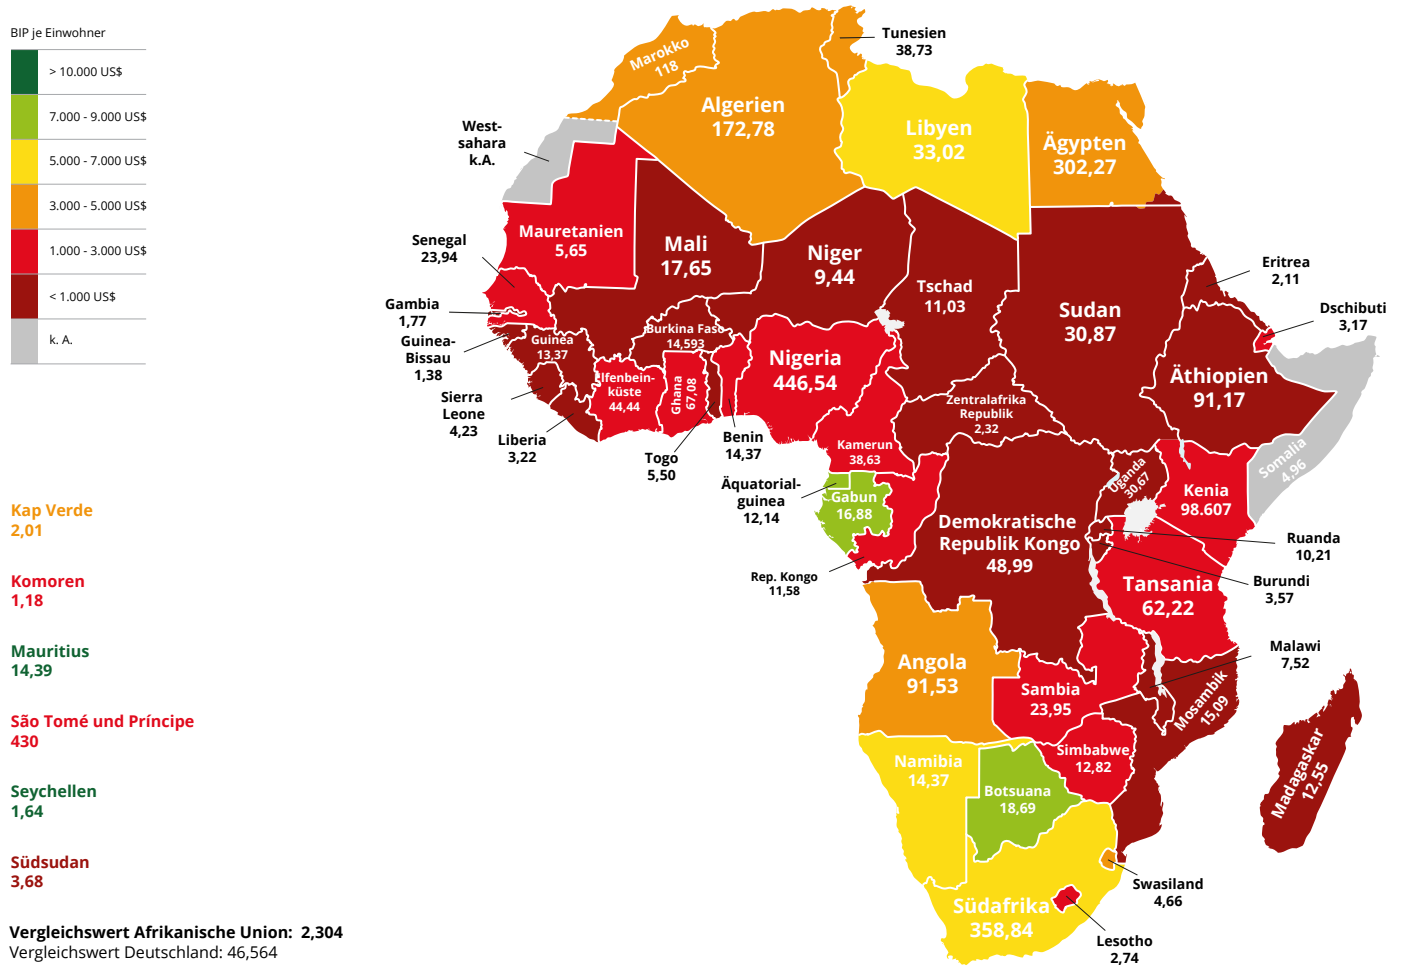 BIP je Einwohner
> 10.000 US$
7.000 - 9.000 US$
5.000 - 7.000 US$
3.000 - 5.000 US$
1.000 - 3.000 US$
< 1.000 US$
k. A.
Tunesien
38,73
Marokko
118
Algerien
172,78
Libyen
33,02
Ägypten
302,27
West-
sahara
k.A.
Mauretanien
5,65
Mali
17,65
Niger
9,44
Tschad
11,03
Sudan
30,87
Eritrea
2,11
Dschibuti
3,17
Senegal
23,94
Gambia
1,77
Guinea-
Bissau
1,38
Guinea
13,37
Burkina Faso
14,593
Sierra
Leone
4,23
Liberia
3,22
lfenbein-
küste
44,44
Ghana
67,08
Togo
5,50
Benin
14,37
Nigeria
446,54
Kamerun
38,63
Zentralafrika
Republik
2,32
Äthiopien
91,17
Somalia
4,96
Äquatorial-
guinea
12,14
Gabun
16,88
Rep. Kongo
11,58
Demokratische
Republik Kongo
48,99
Uganda
30,67
Kenia
98.607
Ruanda
10,21
Burundi
3,57
Tansania
62,22
Malawi
7,52
Angola
91,53
Sambia
23,95
Mosambik
15,09
Madagaskar
12,55
Simbabwe
12,82
Namibia
14,37
Botsuana
18,69
Swasiland
4,66
Südafrika
358,84
Lesotho
2,74
Kap Verde
2,01
Komoren
1,18
Mauritius
14,39
São Tomé und Príncipe
430
Seychellen
1,64
Südsudan
3,68
Vergleichswert Afrikanische Union: 2,304
Vergleichswert Deutschland: 46,564